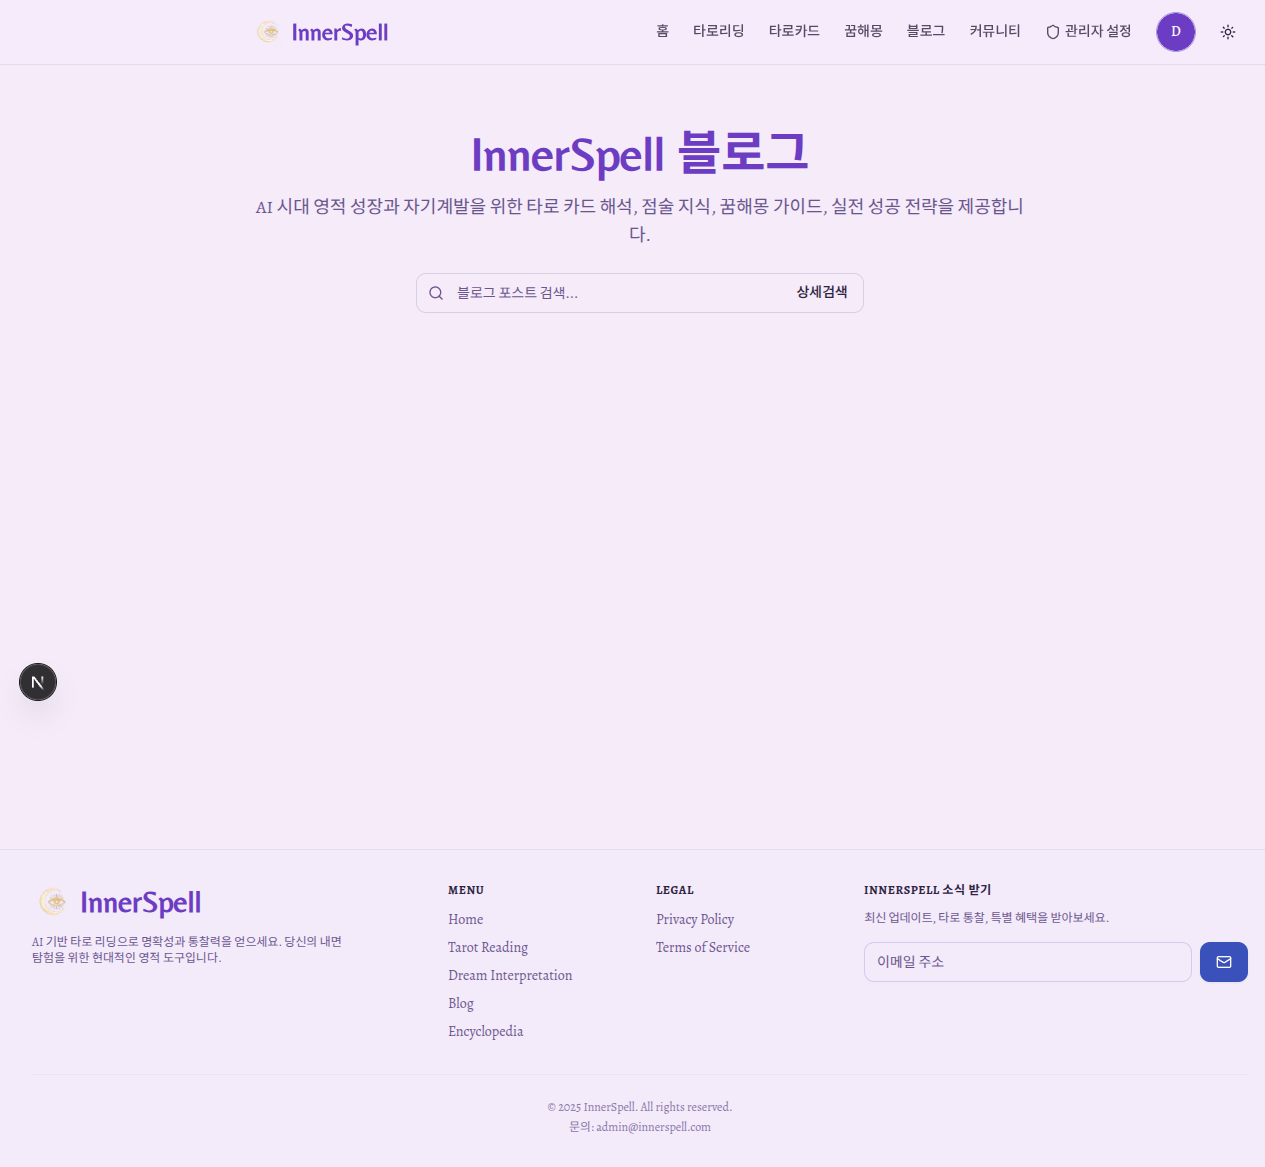 InnerSpell
홈
타로리딩
타로카드
꿈해몽
블로그
커뮤니티
관리자 설정
D
InnerSpell 블로그
AI 시대 영적 성장과 자기계발을 위한 타로 카드 해석, 점술 지식, 꿈해몽 가이드, 실전 성공 전략을 제공합니
다.
블로그 포스트 검색...
상세검색
N
InnerSpell
AI 기반 타로 리딩으로 명확성과 통찰력을 얻으세요. 당신의 내면
탐험을 위한 현대적인 영적 도구입니다.
MENU
Home
Tarot Reading
Dream Interpretation
Blog
Encyclopedia
LEGAL
Privacy Policy
Terms of Service
INNERSPELL 소식 받기
최신 업데이트, 타로 통찰, 특별 혜택을 받아보세요.
이메일 주소
© 2025 InnerSpell. All rights reserved.
문의: admin@innerspell.com